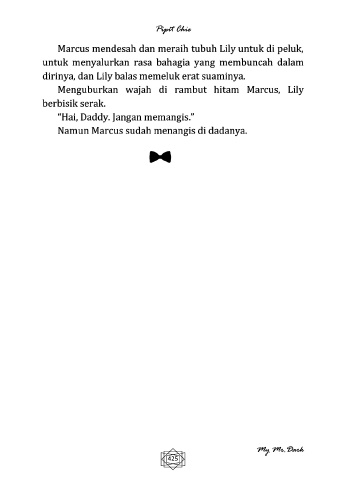 Pipit Chie
Marcus mendesah dan meraih tubuh Lily untuk di peluk,
untuk menyalurkan rasa bahagia yang membuncah dalam
dirinya, dan Lily balas memeluk erat suaminya.
Menguburkan wajah di rambut hitam Marcus, Lily
berbisik serak.
“Hai, Daddy. Jangan memangis.”
Namun Marcus sudah menangis di dadanya.
My Mr. Dark
425